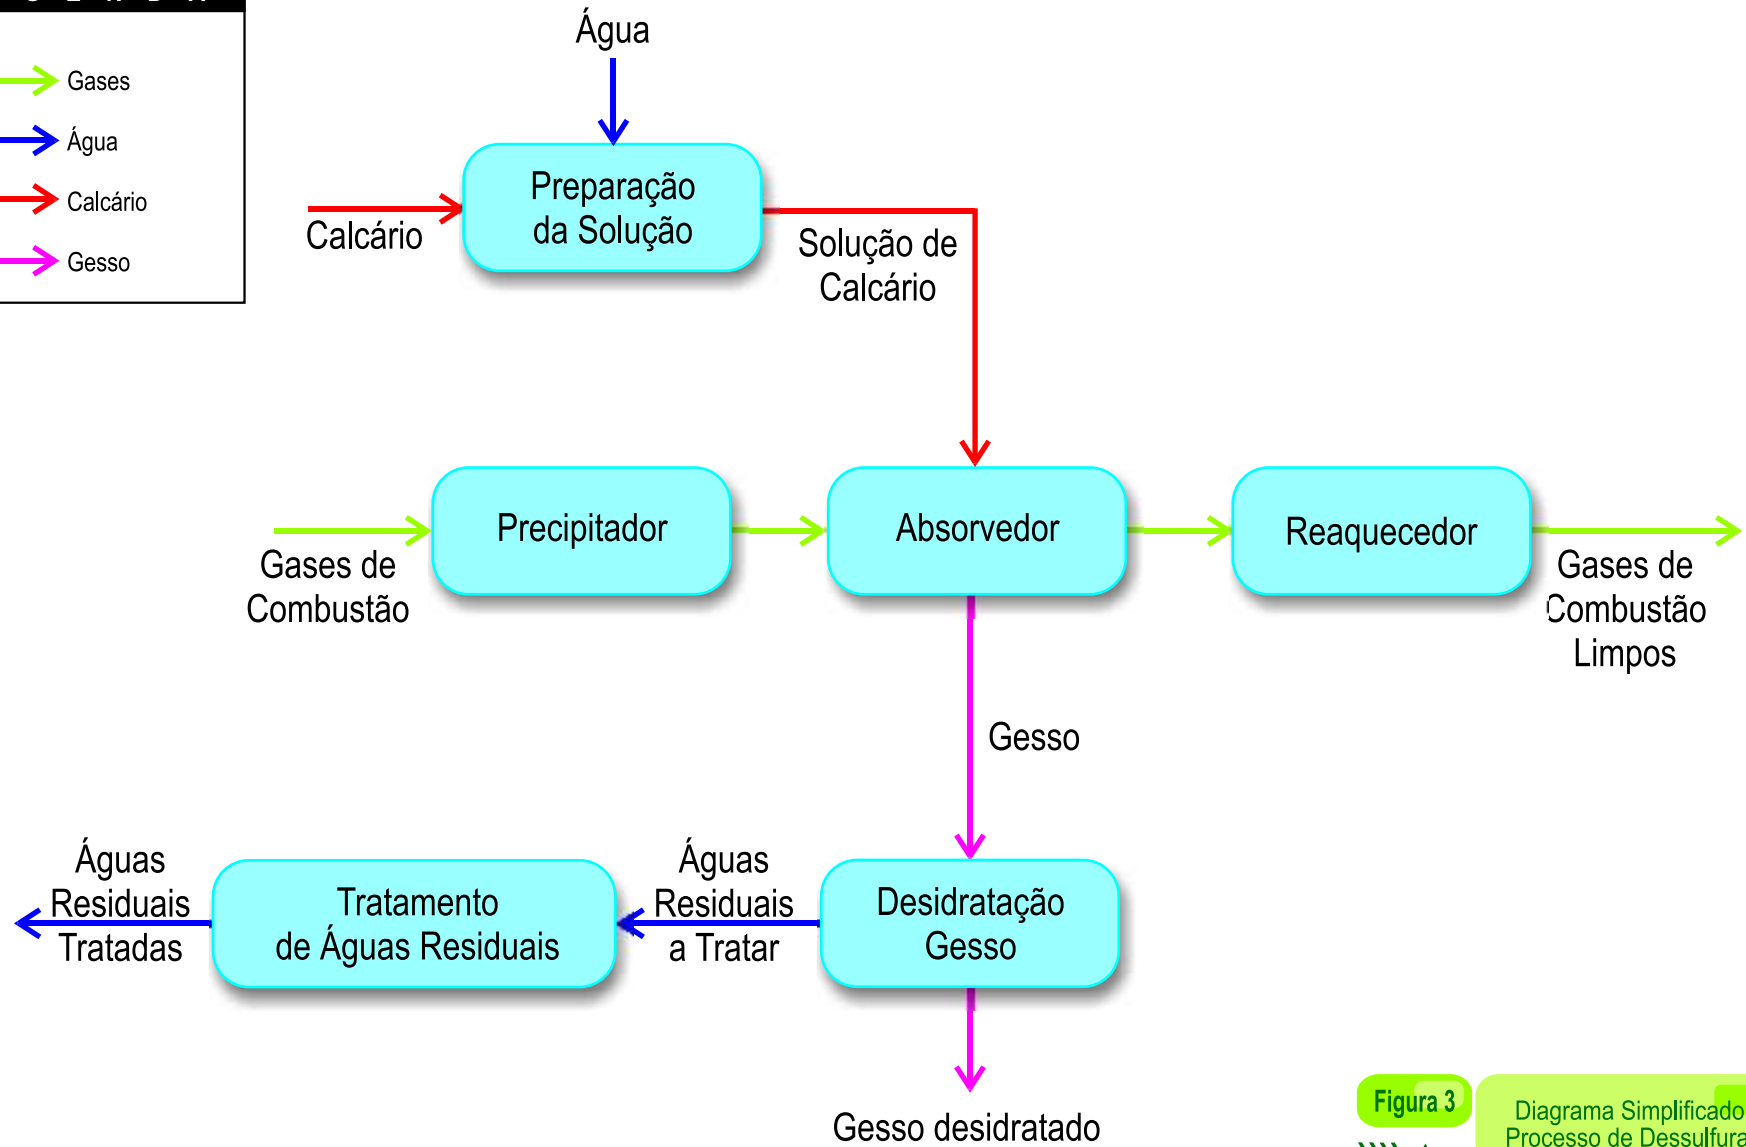 Gases
Água
Calcário
Gesso
Água
Preparação
da Solução
Calcário
Solução de
Calcário
Precipitador
Absorvedor
Reaquecedor
Gases de
Combustão
Gases de
Combustão
Limpos
Gesso
Águas
Residuais
Tratadas
Tratamento
de Águas Residuais
Águas
Residuais
a Tratar
Desidratação
Gesso
Gesso desidratado
Figura 3
Diagrama Simplificado
Processo de